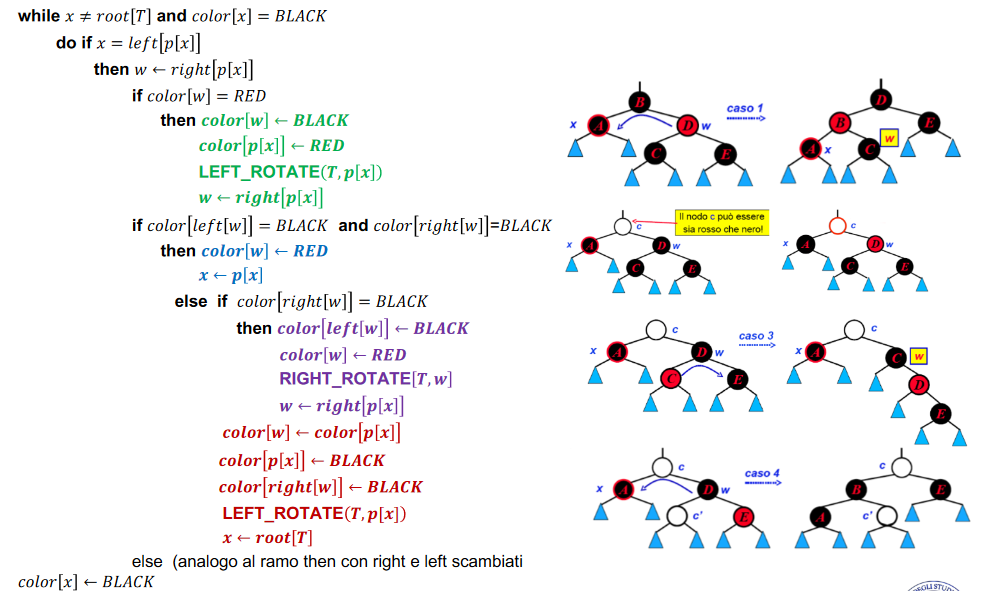 while x ≠ root[T] and color[x] = BLACK
do if x = left[p[x]]
then w ← right[p[x]]
if color[w] = RED
then color[w] ← BLACK
color[p[x]] ← RED
LEFT_ROTATE(T, p[x])
w ← right[p[x]]
if color[left[w]] = BLACK and color[right[w]]=BLACK
then color[w] ← RED
x ← p[x]
else if color[right[w]] = BLACK
then color[left[w]] ← BLACK
color[w] ← RED
RIGHT_ROTATE[T, w]
w ← right[p[x]]
color[w] ← color[p[x]]
color[p[x]] ← BLACK
color[right[w]] ← BLACK
LEFT_ROTATE(T, p[x])
x ← root[T]
else (analogo al ramo then con right e left scambiati
color[x] ← BLACK
B
x A D w
C E
caso 1
D
B E
A x C w
Il nodo c può essere
sia rosso che nero!
c
x A D w
C E
c
x A D w
C E
c
x A D w
C E
caso 3
c
x A C w
D
E
c
x A D w
c' E
caso 4
c
B E
A c'
EGLI STUD